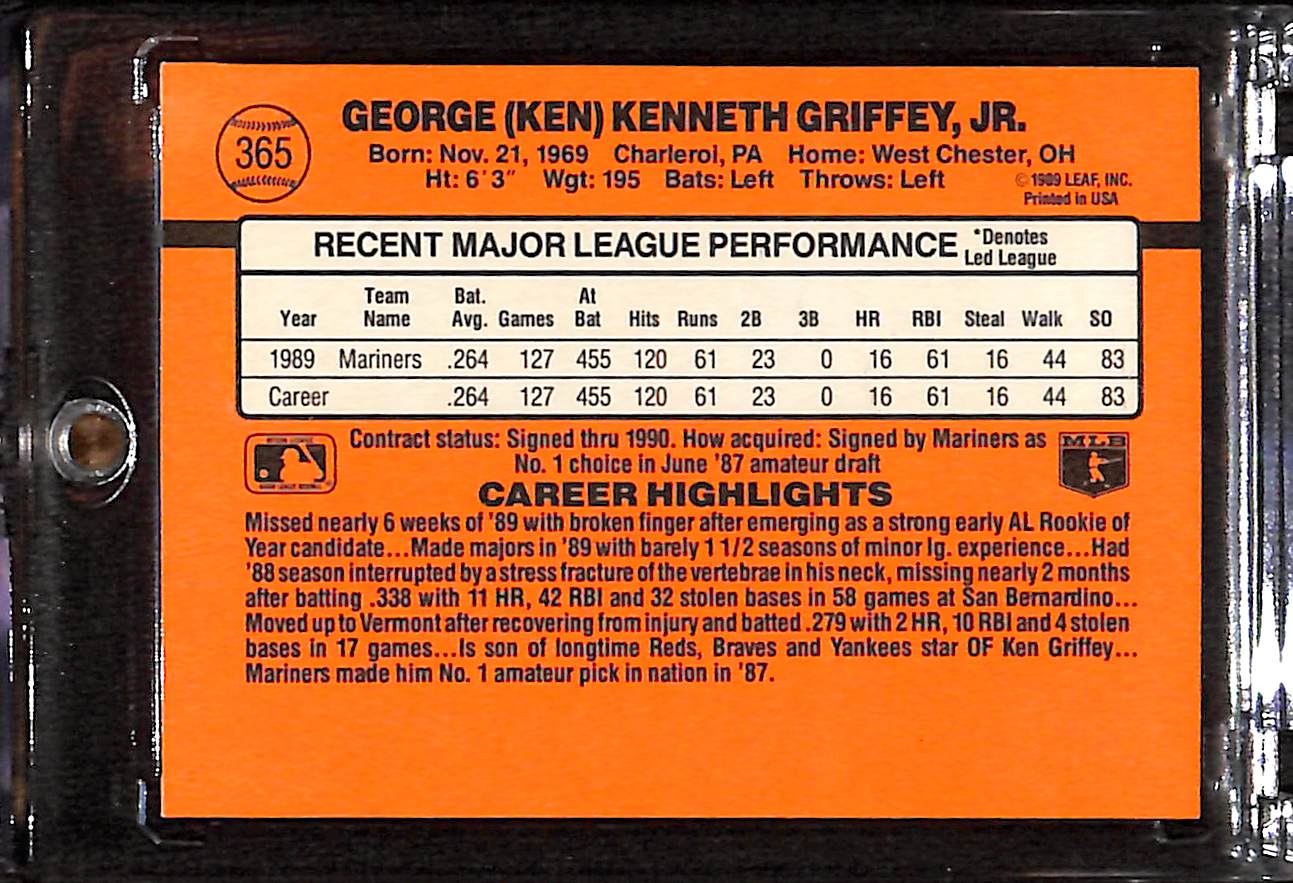 GEORGE (KEN) KENNETH GRIFFEY, JR.
365
Born: Nov. 21, 1969 Charleroi, PA Home: West Chester, OH
Ht: 6'3" Wgt: 195 Bats: Left Throws: Left
© 1989 LEAF, INC.
Printed in USA
RECENT MAJOR LEAGUE PERFORMANCE *Denotes
Led League
Year Team Name Bat. Avg. Games At Bat Hits Runs 2B 3B HR RBI Steal Walk SO
1989 Mariners .264 127 455 120 61 23 0 16 61 16 44 83
Career .264 127 455 120 61 23 0 16 61 16 44 83
Contract status: Signed thru 1990. How acquired: Signed by Mariners as
No. 1 choice in June '87 amateur draft
MLB
CAREER HIGHLIGHTS
Missed nearly 6 weeks of '89 with broken finger after emerging as a strong early AL Rookie of
Year candidate...Made majors in '89 with barely 1 1/2 seasons of minor lg. experience...Had
'88 season interrupted by a stress fracture of the vertebrae in his neck, missing nearly 2 months
after batting .338 with 11 HR, 42 RBI and 32 stolen bases in 58 games at San Bernardino...
Moved up to Vermont after recovering from injury and batted .279 with 2 HR, 10 RBI and 4 stolen
bases in 17 games...Is son of longtime Reds, Braves and Yankees star OF Ken Griffey...
Mariners made him No. 1 amateur pick in nation in '87.